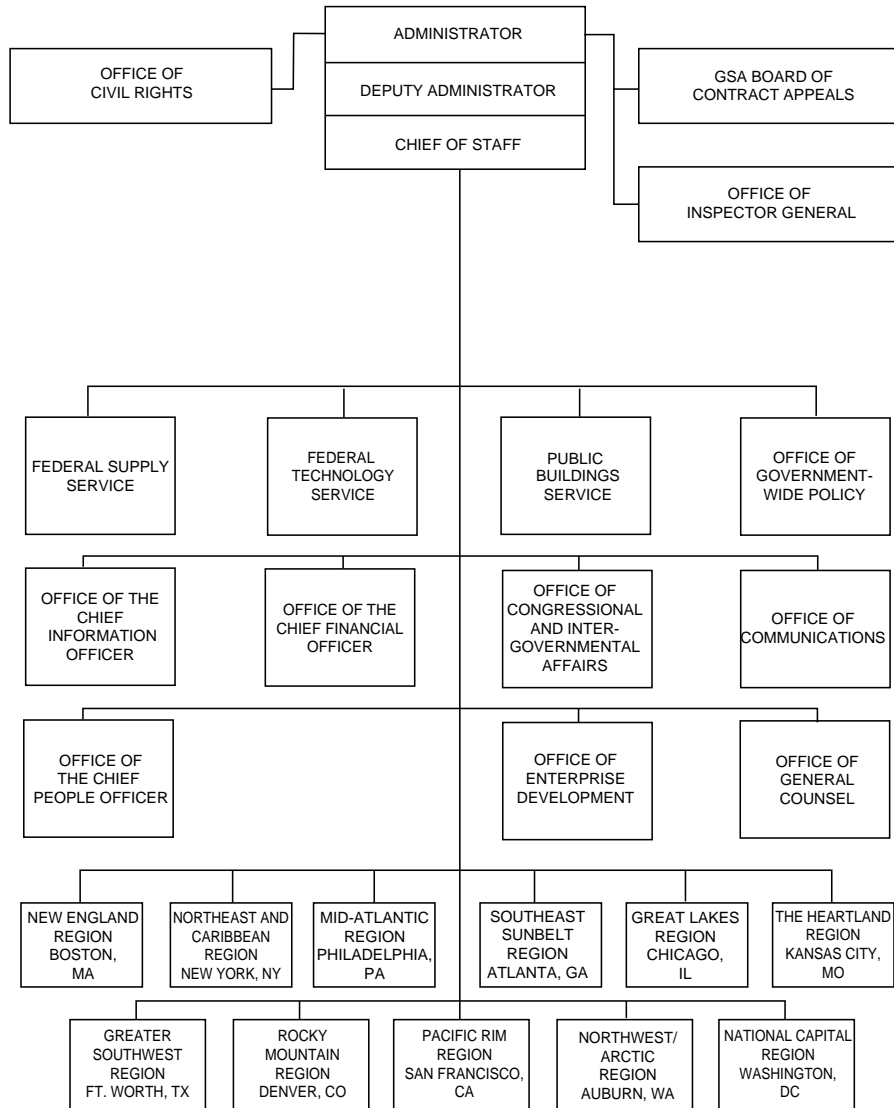 ADMINISTRATOR
OFFICE OF
CIVIL RIGHTS
DEPUTY ADMINISTRATOR
GSA BOARD OF
CONTRACT APPEALS
CHIEF OF STAFF
OFFICE OF
INSPECTOR GENERAL
FEDERAL SUPPLY
SERVICE
FEDERAL
TECHNOLOGY
SERVICE
PUBLIC
BUILDINGS
SERVICE
OFFICE OF
GOVERNMENT-
WIDE POLICY
OFFICE OF THE
CHIEF
INFORMATION
OFFICER
OFFICE OF THE
CHIEF FINANCIAL
OFFICER
OFFICE OF
CONGRESSIONAL
AND INTER-
GOVERNMENTAL
AFFAIRS
OFFICE OF
COMMUNICATIONS
OFFICE OF
THE CHIEF
PEOPLE OFFICER
OFFICE OF
ENTERPRISE
DEVELOPMENT
OFFICE OF
GENERAL
COUNSEL
NEW ENGLAND
REGION
BOSTON,
MA
NORTHEAST AND
CARIBBEAN
REGION
NEW YORK, NY
MID-ATLANTIC
REGION
PHILADELPHIA,
PA
SOUTHEAST
SUNBELT
REGION
ATLANTA, GA
GREAT LAKES
REGION
CHICAGO,
IL
THE HEARTLAND
REGION
KANSAS CITY,
MO
GREATER
SOUTHWEST
REGION
FT. WORTH, TX
ROCKY
MOUNTAIN
REGION
DENVER, CO
PACIFIC RIM
REGION
SAN FRANCISCO,
CA
NORTHWEST/
ARCTIC
REGION
AUBURN, WA
NATIONAL CAPITAL
REGION
WASHINGTON,
DC